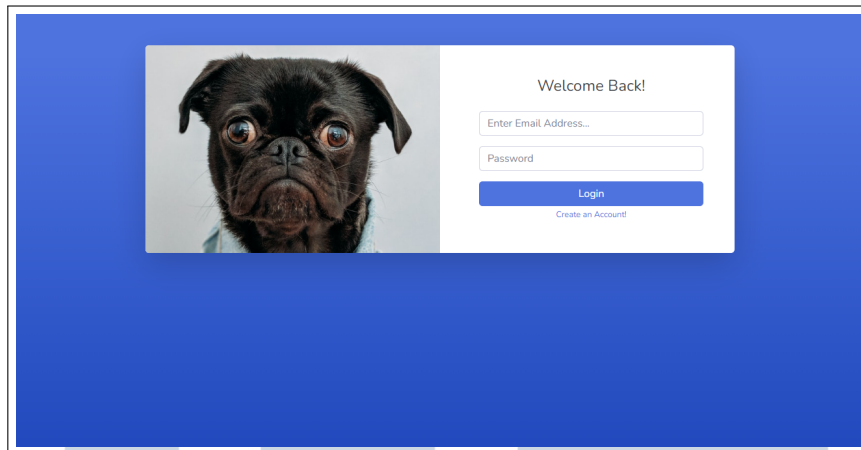 Welcome Back!
Enter Email Address...
Password
Login
Create an Account!